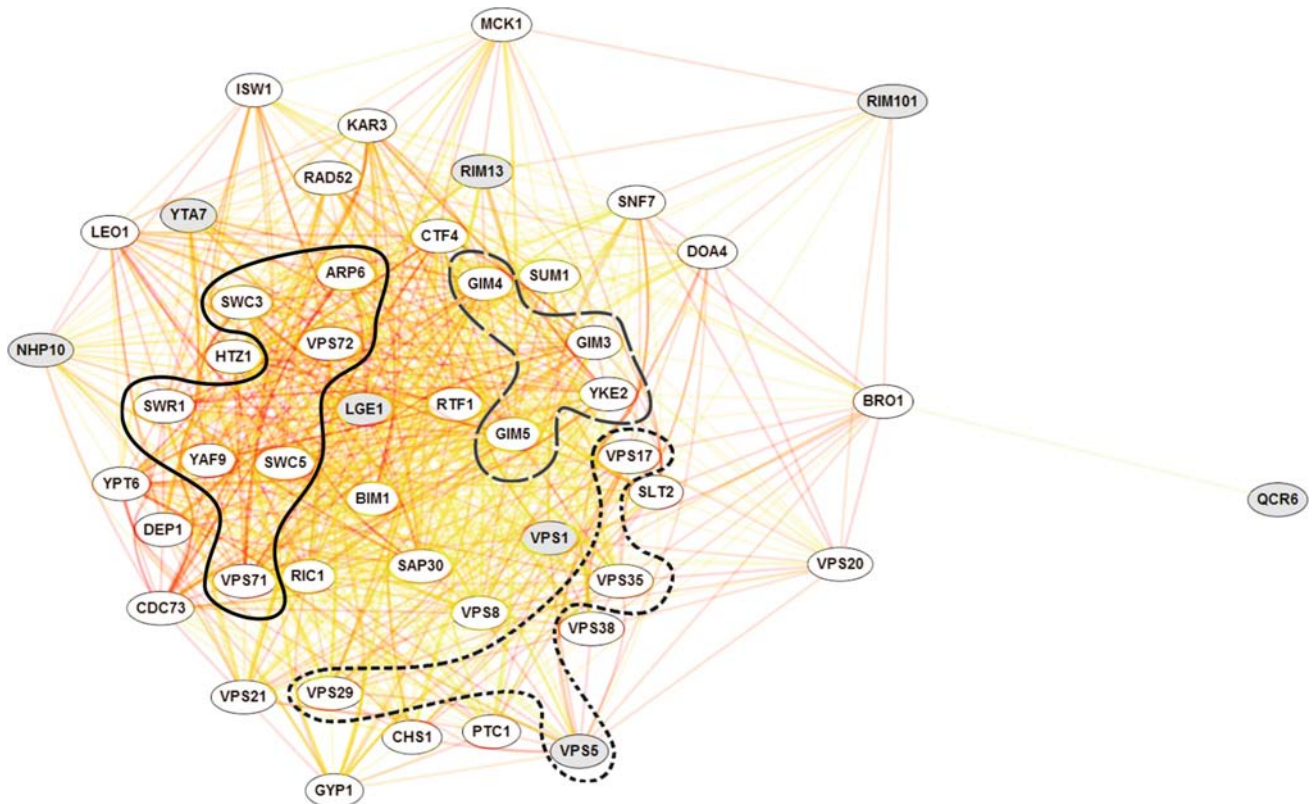 MCK1
ISW1
RIM101
KAR3
RIM13
RAD52
SNF7
YTA7
LEO1
CTF4
DOA4
ARP6
SUM1
GIM4
SWC3
VPS72
GIM3
NHP10
HTZ1
YKE2
BRO1
SWR1
LGE1
RTF1
GIM5
VPS17
YAF9
SWC5
YPT6
SLT2
BIM1
QCR6
DEP1
VPS1
VPS20
SAP30
RIC1
VPS71
VPS35
CDC73
VPS8
VPS38
VPS29
VPS21
PTC1
CHS1
VPS5
GYP1